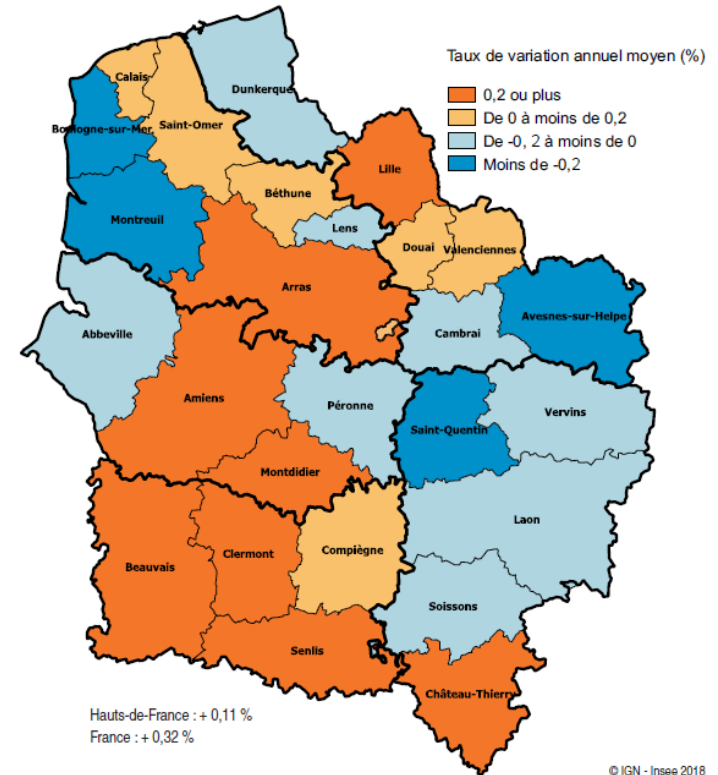 Taux de variation annuel moyen (%)
0,2 ou plus
De 0 à moins de 0,2
De -0, 2 à moins de 0
Moins de -0,2
Dunkerque
Calais
Saint-Omer
Boulogne-sur-Mer
Lille
Béthune
Montreuil
Lens
Douai
Valenciennes
Arras
Avesnes-sur-Helpe
Cambrai
Abbeville
Amiens
Péronne
Vervins
Saint-Quentin
Montdidier
Laon
Compiègne
Clermont
Beauvais
Soissons
Senlis
Château-Thierry
Hauts-de-France : + 0,11 %
France : + 0,32 %
© IGN - Insee 2018